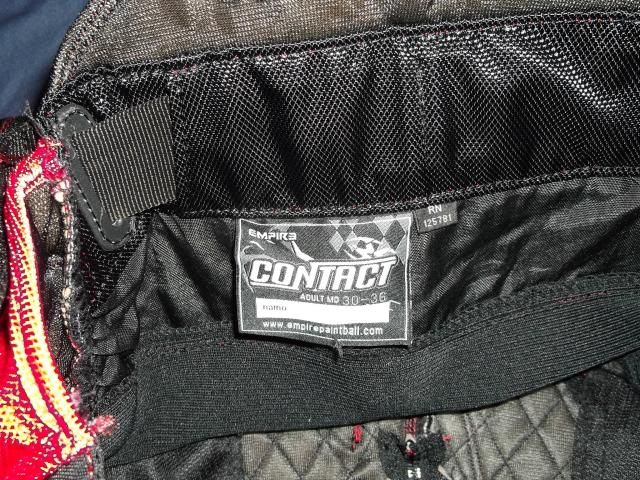 EMPIRE
CONTACT
ADULT MD 30-36
name
www.empirepaintball.com
RN
125781